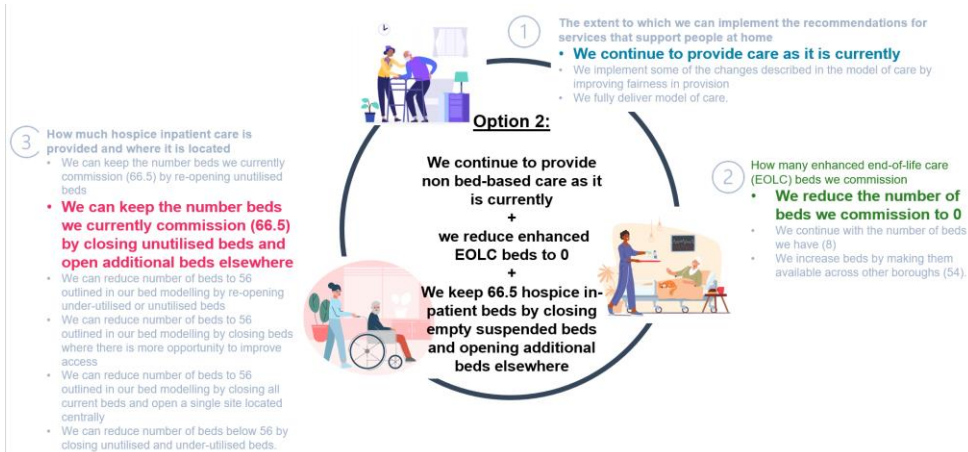 1
The extent to which we can implement the recommendations for
services that support people at home
• We continue to provide care as it is currently
• We implement some of the changes described in the model of care by
improving fairness in provision
• We fully deliver model of care.
Option 2:
We continue to provide
non bed-based care as it
is currently
+
we reduce enhanced
EOLC beds to 0
+
We keep 66.5 hospice in-
patient beds by closing
empty suspended beds
and opening additional
beds elsewhere
2
How many enhanced end-of-life care
(EOLC) beds we commission
• We reduce the number of
beds we commission to 0
• We continue with the number of beds
we have (8)
• We increase beds by making them
available across other boroughs (54).
3
How much hospice inpatient care is
provided and where it is located
• We can keep the number beds we currently
commission (66.5) by re-opening unutilised
beds
• We can keep the number beds
we currently commission (66.5)
by closing unutilised beds and
open additional beds elsewhere
• We can reduce number of beds to 56
outlined in our bed modelling by re-opening
under-utilised or unutilised beds
• We can reduce number of beds to 56
outlined in our bed modelling by closing beds
where there is more opportunity to improve
access
• We can reduce number of beds to 56
outlined in our bed modelling by closing all
current beds and open a single site located
centrally
• We can reduce number of beds below 56 by
closing unutilised and under-utilised beds.